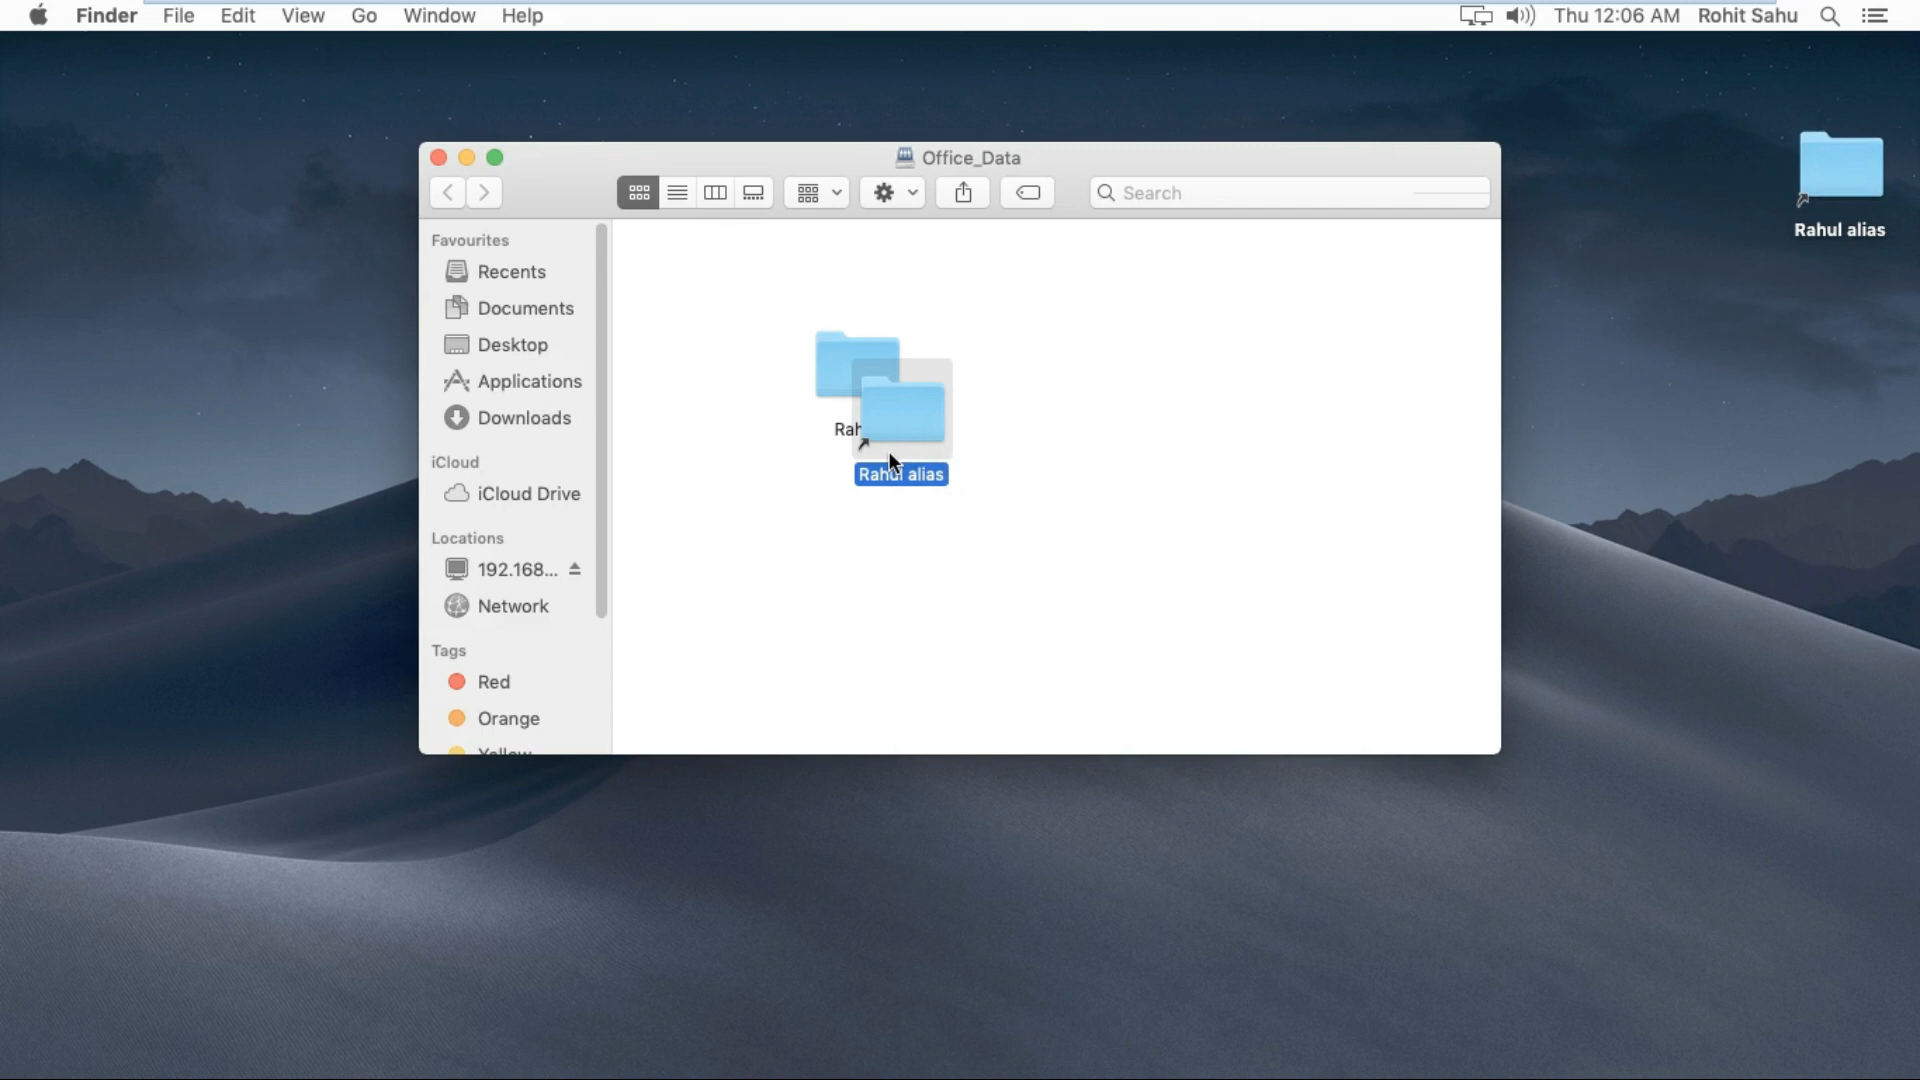 Finder File Edit View Go Window Help Thu 12:06 AM Rohit Sahu
Office_Data
Search
Favourites
Recents
Documents
Desktop
Applications
Downloads
iCloud
iCloud Drive
Locations
192.168...
Network
Tags
Red
Orange
Yellow
Rah
Rahul alias
Rahul alias